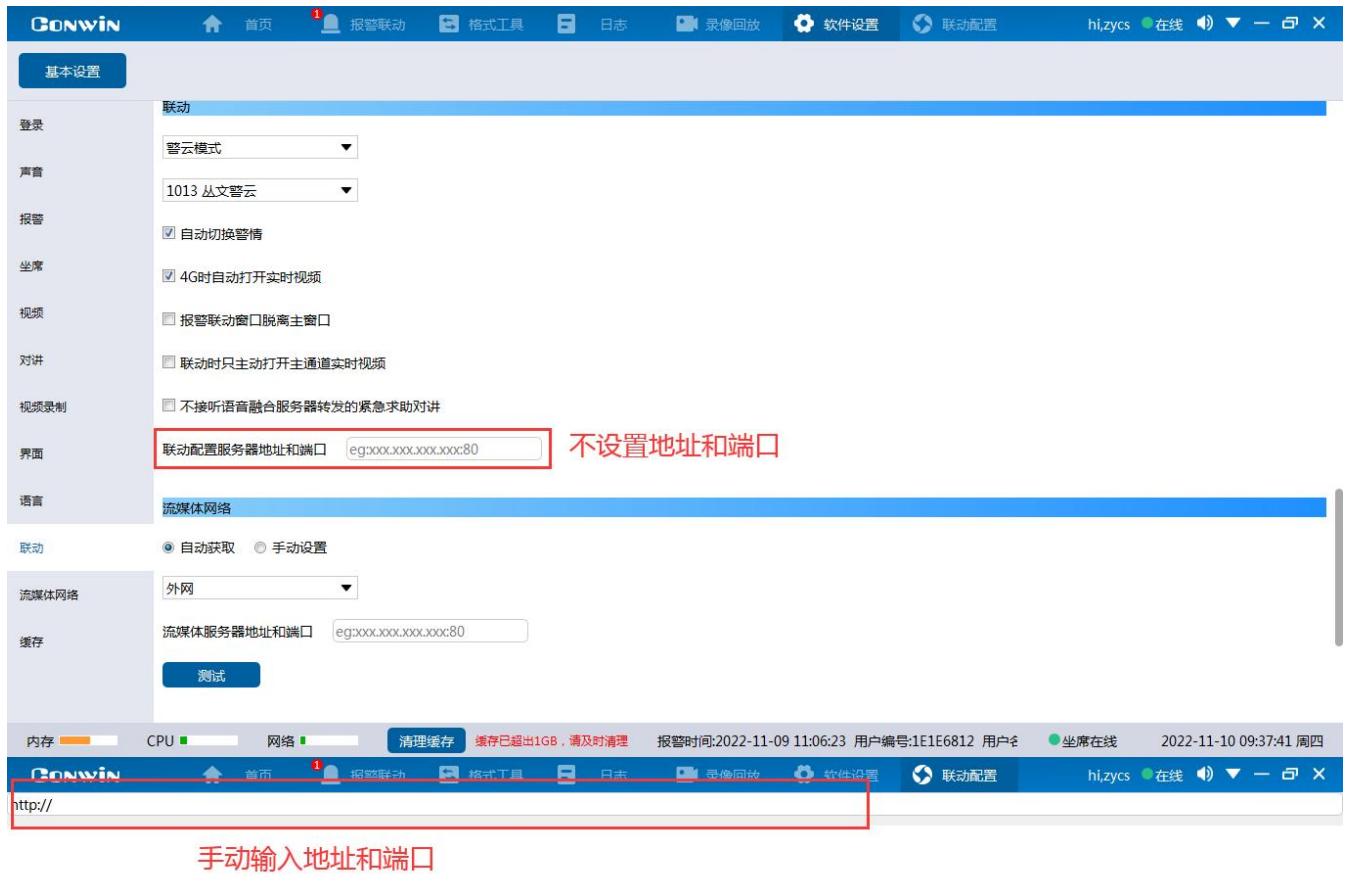 CONWIN 首页 1 报警联动 格式工具 日志 录像回放 软件设置 联动配置 hi,zycs 在线
基本设置
联动
登录
警云模式
声音
1013 丛文警云
报警
自动切换警情
坐席
4G时自动打开实时视频
视频
报警联动窗口脱离主窗口
对讲
联动时只主动打开主通道实时视频
视频录制
不接听语音融合服务器转发的紧急求助对讲
界面
联动配置服务器地址和端口 eg:xxx.xxx.xxx.xxx:80 不设置地址和端口
语言
流媒体网络
联动
自动获取 手动设置
流媒体网络
外网
缓存
流媒体服务器地址和端口 eg:xxx.xxx.xxx.xxx:80
测试
内存 CPU 网络 清理缓存 缓存已超出1GB，请及时清理 报警时间:2022-11-09 11:06:23 用户编号:1E1E6812 用户名 坐席在线 2022-11-10 09:37:41 周四
CONWIN 首页 1 报警联动 格式工具 日志 录像回放 软件设置 联动配置 hi,zycs 在线
http://
手动输入地址和端口